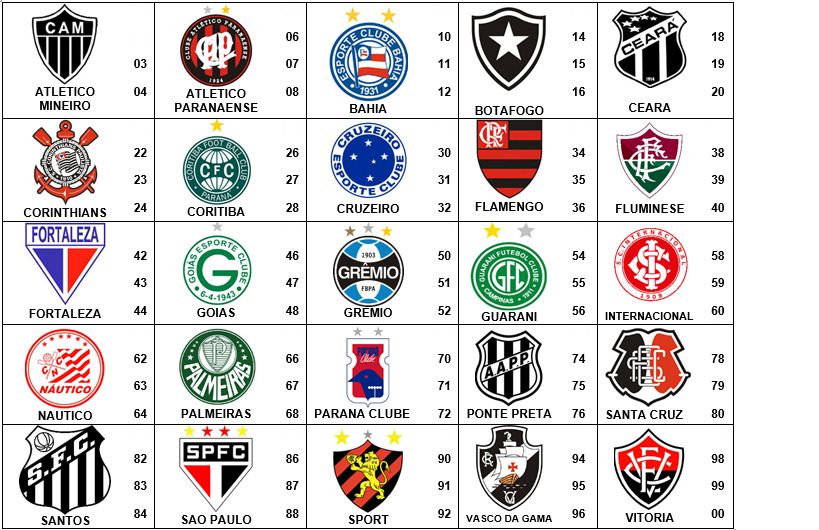 CAM
03
04
ATLETICO
MINEIRO
CLUBE ATLÉTICO PARANAENSE
CAP
1924
06
07
08
ATLETICO
PARANAENSE
ESPORTE CLUBE BAHIA
1931
10
11
12
BAHIA
14
15
16
BOTAFOGO
CEARÁ
1914
18
19
20
CEARA
22
23
24
CORINTHIANS
CORITIBA FOOT BALL CLUB
CFC
PARANÁ
26
27
28
CORITIBA
CRUZEIRO
ESPORTE CLUBE
30
31
32
CRUZEIRO
CRF
34
35
36
FLAMENGO
38
39
40
FLUMINESE
FORTALEZA
42
43
44
FORTALEZA
GOIÁS ESPORTE CLUBE
G
6-4-1943
46
47
48
GOIAS
1903
GRÊMIO
FBPA
50
51
52
GREMIO
GUARANI FUTEBOL CLUBE
GFC
CAMPINAS 1911
54
55
56
GUARANI
S.C. INTERNACIONAL
1909
58
59
60
INTERNACIONAL
NÁUTICO
62
63
64
NAUTICO
P
PALMEIRAS
66
67
68
PALMEIRAS
Clube
70
71
72
PARANA CLUBE
AAPP
74
75
76
PONTE PRETA
78
79
80
SANTA CRUZ
S.F.C.
82
83
84
SANTOS
SPFC
86
87
88
SAO PAULO
90
91
92
SPORT
94
95
96
VASCO DA GAMA
98
99
00
VITORIA